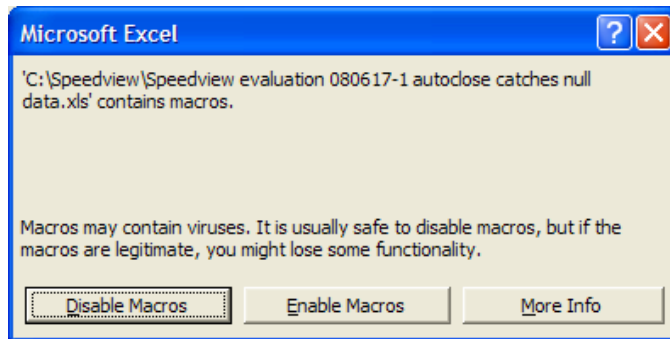 Microsoft Excel
'C:\Speedview\Speedview evaluation 080617-1 autoclose catches null
data.xls' contains macros.
Macros may contain viruses. It is usually safe to disable macros, but if the
macros are legitimate, you might lose some functionality.
Disable Macros Enable Macros More Info